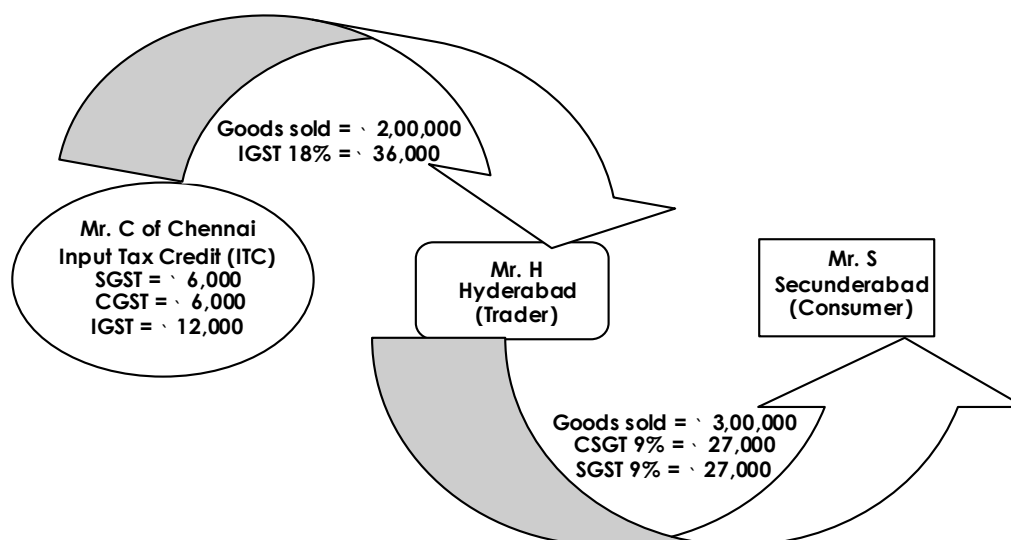 Goods sold = ` 2,00,000
IGST 18% = ` 36,000
Mr. C of Chennai
Input Tax Credit (ITC)
SGST = ` 6,000
CGST = ` 6,000
IGST = ` 12,000
Mr. H
Hyderabad
(Trader)
Mr. S
Secunderabad
(Consumer)
Goods sold = ` 3,00,000
CSGT 9% = ` 27,000
SGST 9% = ` 27,000